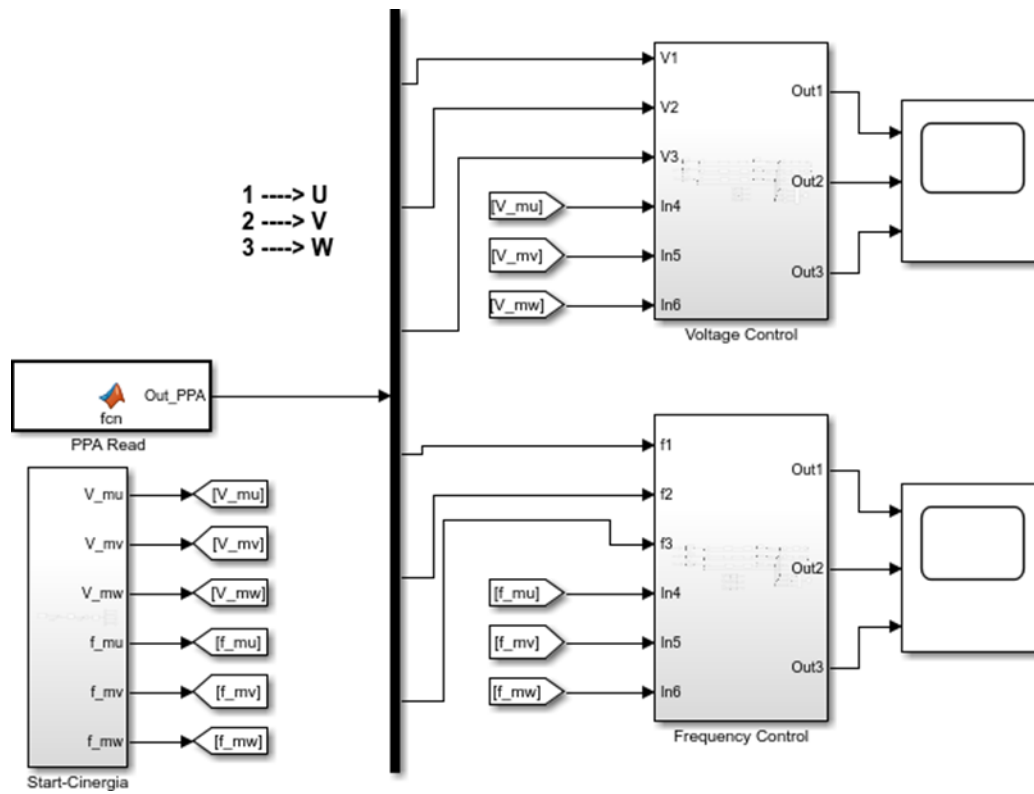 1 ----> U
2 ----> V
3 ----> W
Out_PPA
fcn
PPA Read
V_mu
[V_mu]
V_mv
[V_mv]
V_mw
[V_mw]
f_mu
[f_mu]
f_mv
[f_mv]
f_mw
[f_mw]
Start-Cinergia
V1
V2
V3
[V_mu]
In4
[V_mv]
In5
[V_mw]
In6
Out1
Out2
Out3
Voltage Control
f1
f2
f3
[f_mu]
In4
[f_mv]
In5
[f_mw]
In6
Out1
Out2
Out3
Frequency Control